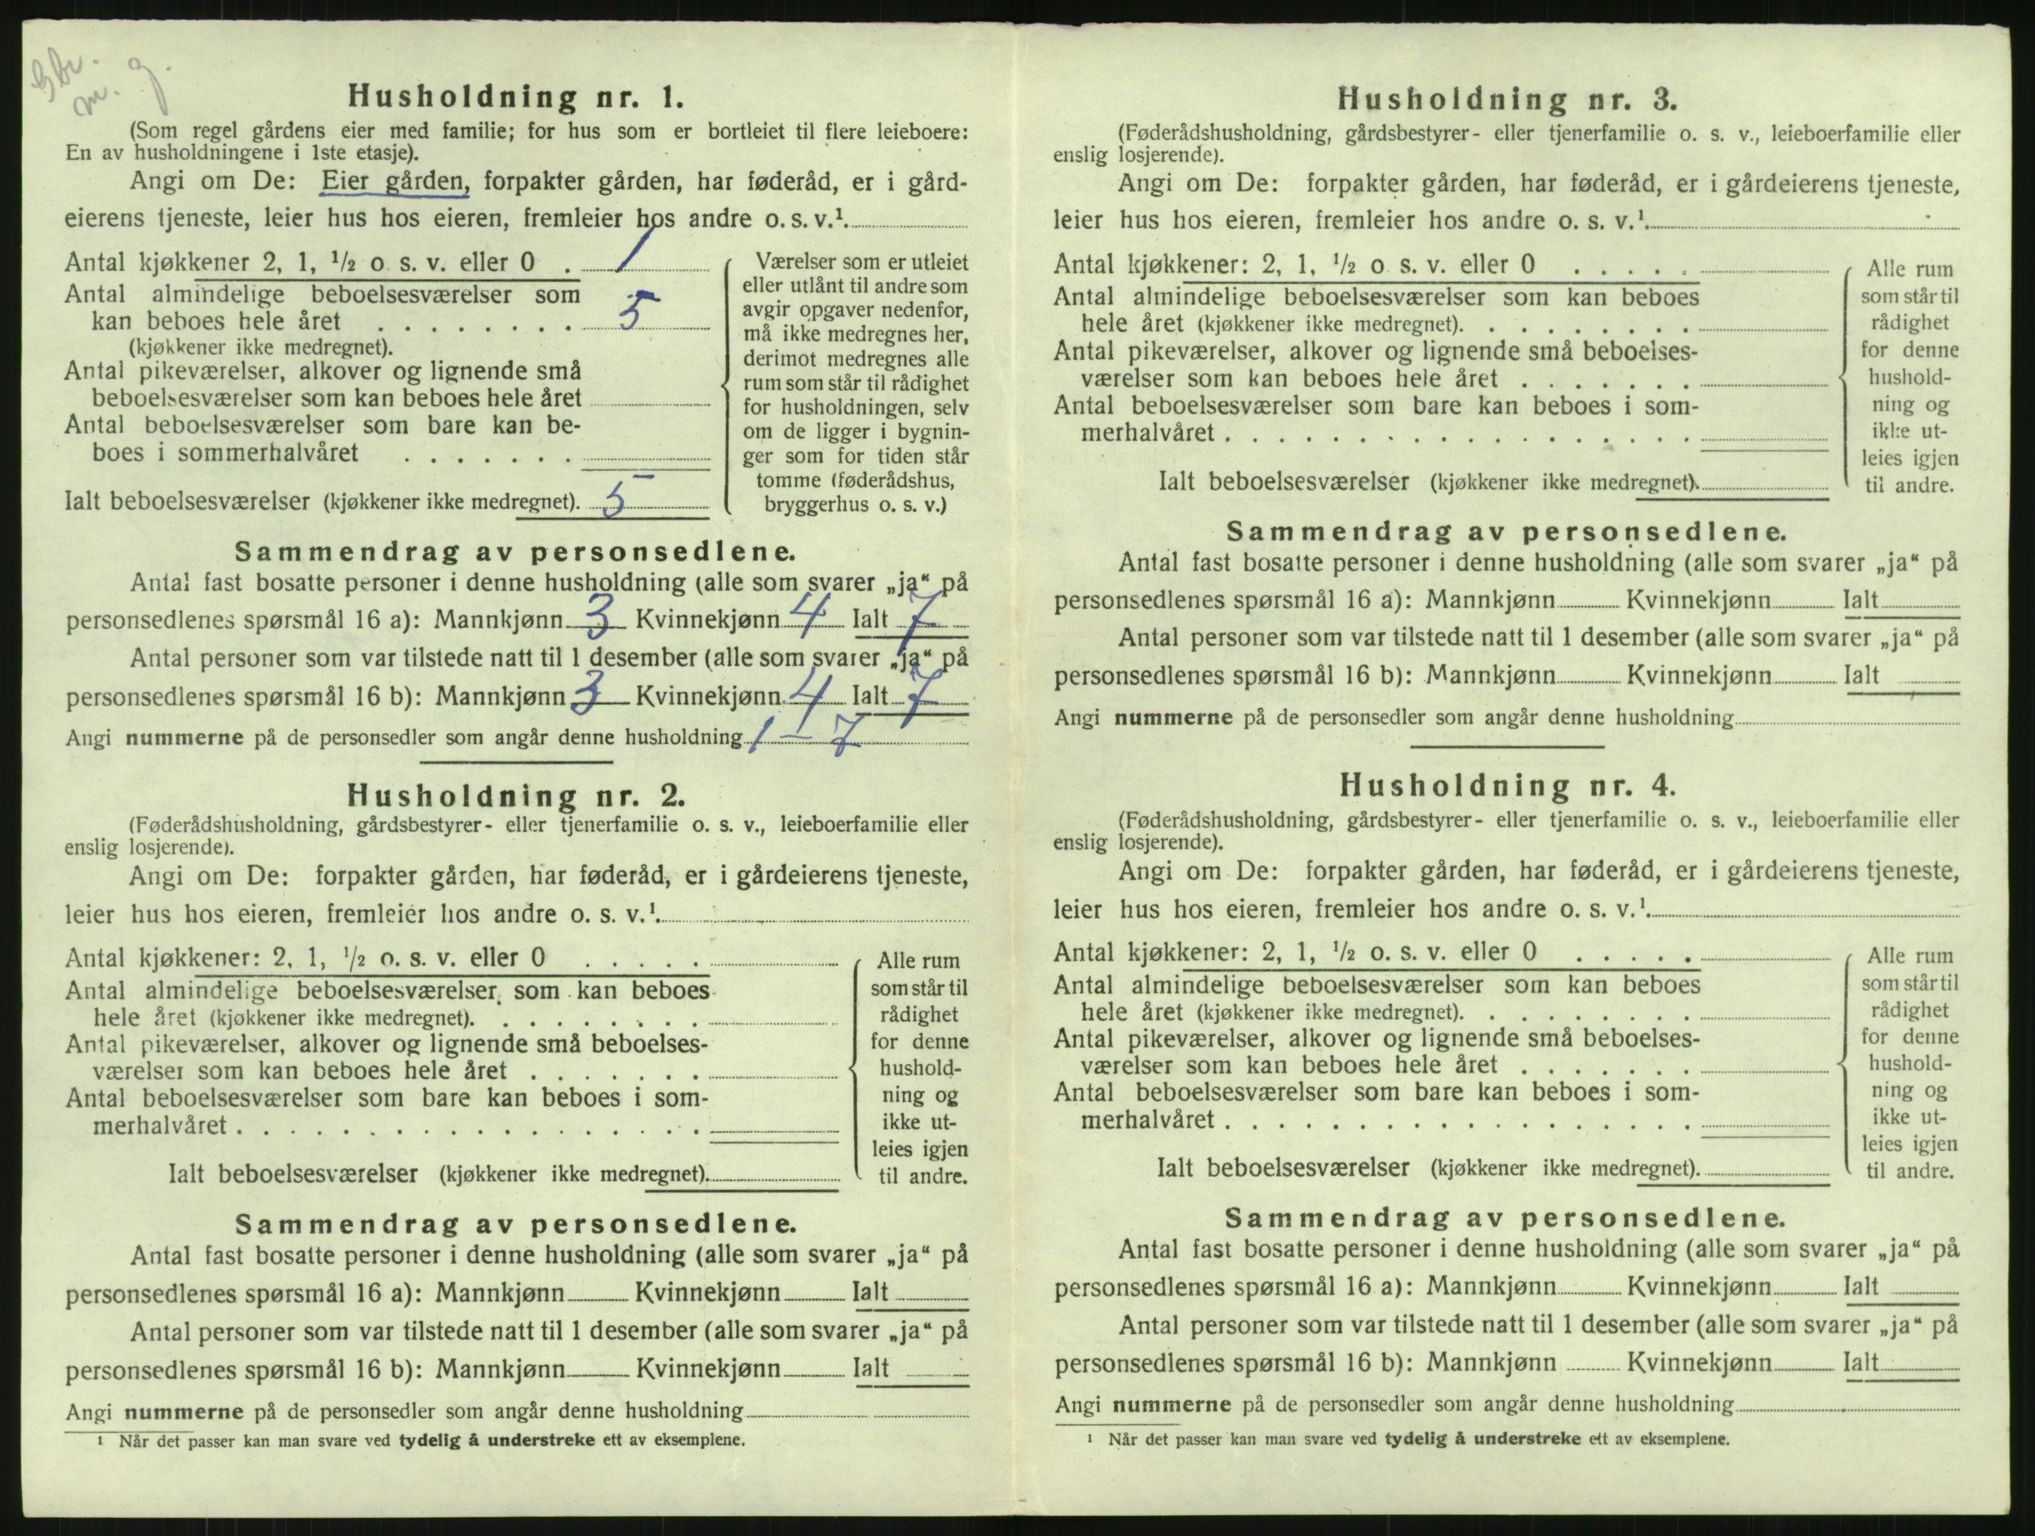 Husholdning nr. 1.
(Som regel gårdens eier med familie; for hus som er bortleiet til flere leieboere:
En av husholdningene i 1ste etasje).
Angi om De: Eier gården, forpakter gården, har føderåd, er i gård-
eierens tjeneste, leier hus hos eieren, fremleier hos andre o. s. v.¹.
Antal kjøkkener 2, 1, ½ o s. v. eller 0 . 1
Antal almindelige beboelsesværelser som
kan beboes hele året . . . . . . . . 5
(kjøkkener ikke medregnet).
Antal pikeværelser, alkover og lignende små
beboelsesværelser som kan beboes hele året
Antal beboelsesværelser som bare kan be-
boes i sommerhalvåret . . . . . . .
Ialt beboelsesværelser (kjøkkener ikke medregnet). 5
Værelser som er utleiet
eller utlånt til andre som
avgir opgaver nedenfor,
må ikke medregnes her,
derimot medregnes alle
rum som står til rådighet
for husholdningen, selv
om de ligger i bygnin-
ger som for tiden står
tomme (føderådshus,
bryggerhus o. s. v.)
Sammendrag av personsedlene.
Antal fast bosatte personer i denne husholdning (alle som svarer „ja“ på
personsedlenes spørsmål 16 a): Mannkjønn 3 Kvinnekjønn 4 Ialt 7
Antal personer som var tilstede natt til 1 desember (alle som svarer „ja“ på
personsedlenes spørsmål 16 b): Mannkjønn 3 Kvinnekjønn 4 Ialt 7
Angi nummerne på de personsedler som angår denne husholdning 1 – 7
Husholdning nr. 2.
(Føderådshusholdning, gårdsbestyrer- eller tjenerfamilie o. s. v., leieboerfamilie eller
enslig losjerende).
Angi om De: forpakter gården, har føderåd, er i gårdeierens tjeneste,
leier hus hos eieren, fremleier hos andre o. s. v.¹.
Antal kjøkkener: 2, 1, ½ o. s. v. eller 0 . . . . .
Antal almindelige beboelsesværelser som kan beboes
hele året (kjøkkener ikke medregnet). . . . . . . . .
Antal pikeværelser, alkover og lignende små beboelses-
værelser som kan beboes hele året . . . . . . .
Antal beboelsesværelser som bare kan beboes i som-
merhalvåret . . . . . . . . . . . . . . . . . .
Ialt beboelsesværelser (kjøkkener ikke medregnet).
Alle rum
som står til
rådighet
for denne
hushold-
ning og
ikke ut-
leies igjen
til andre.
Sammendrag av personsedlene.
Antal fast bosatte personer i denne husholdning (alle som svarer „ja“ på
personsedlenes spørsmål 16 a): Mannkjønn Kvinnekjønn Ialt
Antal personer som var tilstede natt til 1 desember (alle som svarer „ja“ på
personsedlenes spørsmål 16 b): Mannkjønn Kvinnekjønn Ialt
Angi nummerne på de personsedler som angår denne husholdning
¹ Når det passer kan man svare ved tydelig å understreke ett av eksemplene.
Husholdning nr. 3.
(Føderådshusholdning, gårdsbestyrer- eller tjenerfamilie o. s. v., leieboerfamilie eller
enslig losjerende).
Angi om De: forpakter gården, har føderåd, er i gårdeierens tjeneste,
leier hus hos eieren, fremleier hos andre o. s. v.¹.
Antal kjøkkener: 2, 1, ½ o s. v. eller 0 . . . . .
Antal almindelige beboelsesværelser som kan beboes
hele året (kjøkkener ikke medregnet). . . . . . . . .
Antal pikeværelser, alkover og lignende små beboelses-
værelser som kan beboes hele året . . . . . . .
Antal beboelsesværelser som bare kan beboes i som-
merhalvåret . . . . . . . . . . . . . . . . . .
Ialt beboelsesværelser (kjøkkener ikke medregnet).
Alle rum
som står til
rådighet
for denne
hushold-
ning og
ikke ut-
leies igjen
til andre.
Sammendrag av personsedlene.
Antal fast bosatte personer i denne husholdning (alle som svarer „ja“ på
personsedlenes spørsmål 16 a): Mannkjønn Kvinnekjønn Ialt
Antal personer som var tilstede natt til 1 desember (alle som svarer „ja“ på
personsedlenes spørsmål 16 b): Mannkjønn Kvinnekjønn Ialt
Angi nummerne på de personsedler som angår denne husholdning
Husholdning nr. 4.
(Føderådshusholdning, gårdsbestyrer- eller tjenerfamilie o. s. v., leieboerfamilie eller
enslig losjerende).
Angi om De: forpakter gården, har føderåd, er i gårdeierens tjeneste,
leier hus hos eieren, fremleier hos andre o. s. v.¹.
Antal kjøkkener: 2, 1, ½ o. s. v. eller 0 . . . . .
Antal almindelige beboelsesværelser som kan beboes
hele året (kjøkkener ikke medregnet). . . . . . . . .
Antal pikeværelser, alkover og lignende små beboelses-
værelser som kan beboes hele året . . . . . . .
Antal beboelsesværelser som bare kan beboes i som-
merhalvåret . . . . . . . . . . . . . . . . . .
Ialt beboelsesværelser (kjøkkener ikke medregnet).
Alle rum
som står til
rådighet
for denne
hushold-
ning og
ikke ut-
leies igjen
til andre.
Sammendrag av personsedlene.
Antal fast bosatte personer i denne husholdning (alle som svarer „ja“ på
personsedlenes spørsmål 16 a): Mannkjønn Kvinnekjønn Ialt
Antal personer som var tilstede natt til 1 desember (alle som svarer „ja“ på
personsedlenes spørsmål 16 b): Mannkjønn Kvinnekjønn Ialt
Angi nummerne på de personsedler som angår denne husholdning
¹ Når det passer kan man svare ved tydelig å understreke ett av eksemplene.